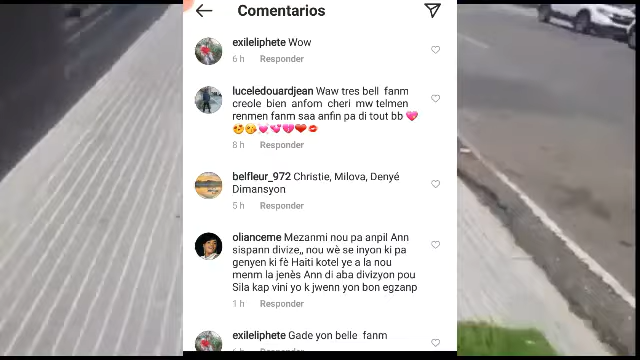 Comentarios
exileliphete Wow
6 h Responder
luceledouardjean Waw tres bell fanm
creole bien anfom cheri mw telmen
renmen fanm saa anfin pa di tout bb
8 h Responder
belfleur_972 Christie, Milova, Denyé
Dimansyon
5 h Responder
olianceme Mezanmi nou pa anpil Ann
sispann divize,, nou wè se inyon ki pa
genyen ki fè Haiti kotel ye a la nou
menm la jenès Ann di aba divizyon pou
Sila kap vini yo k jwenn yon bon egzanp
1 h Responder
exileliphete Gade yon belle fanm